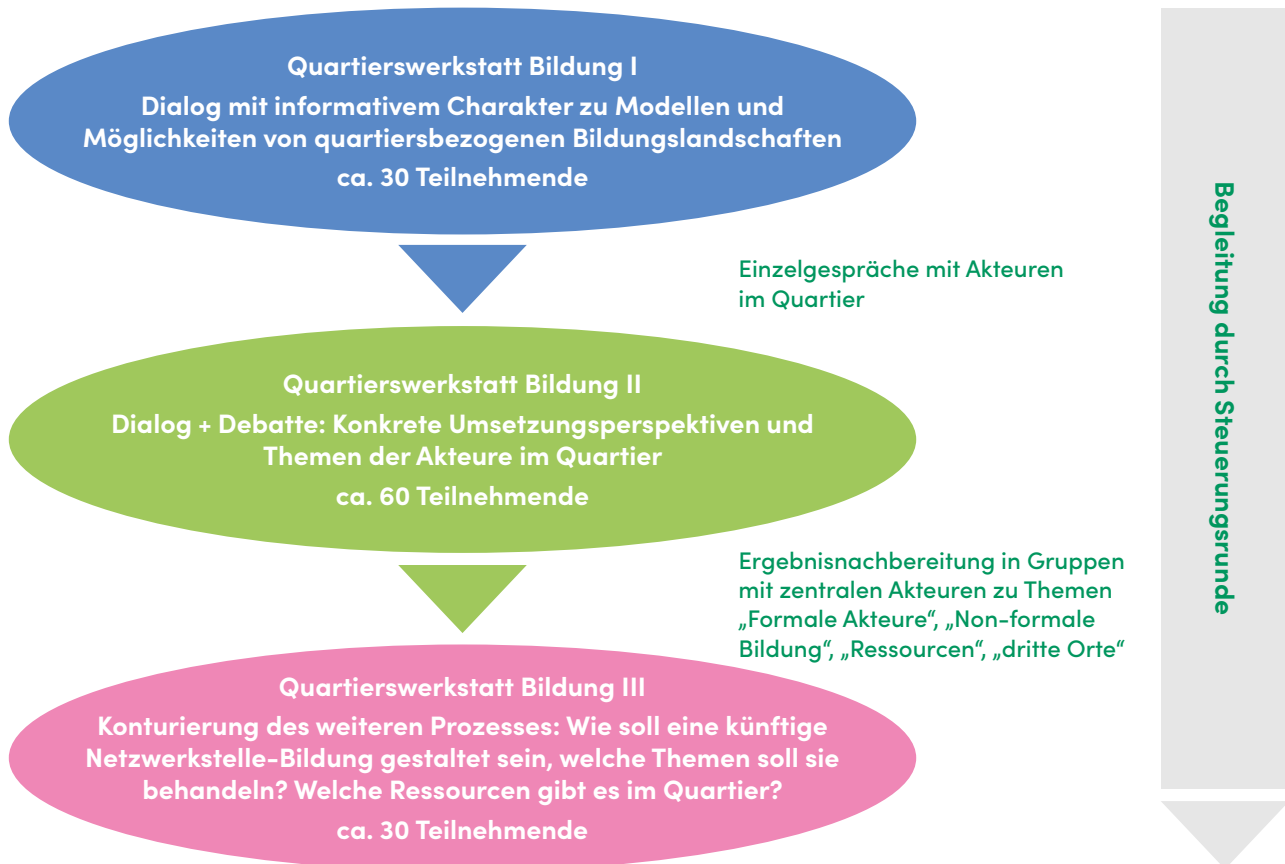 Quartierswerkstatt Bildung I
Dialog mit informativem Charakter zu Modellen und
Möglichkeiten von quartiersbezogenen Bildungslandschaften
ca. 30 Teilnehmende
Einzelgespräche mit Akteuren
im Quartier
Quartierswerkstatt Bildung II
Dialog + Debatte: Konkrete Umsetzungsperspektiven und
Themen der Akteure im Quartier
ca. 60 Teilnehmende
Ergebnisnachbereitung in Gruppen
mit zentralen Akteuren zu Themen
„Formale Akteure“, „Non-formale
Bildung“, „Ressourcen“, „dritte Orte“
Quartierswerkstatt Bildung III
Konturierung des weiteren Prozesses: Wie soll eine künftige
Netzwerkstelle-Bildung gestaltet sein, welche Themen soll sie
behandeln? Welche Ressourcen gibt es im Quartier?
ca. 30 Teilnehmende
Begleitung durch Steuerungsrunde